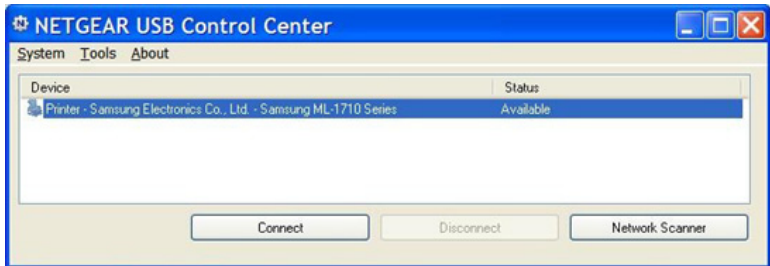 NETGEAR USB Control Center
System Tools About
Device Status
Printer - Samsung Electronics Co., Ltd. - Samsung ML-1710 Series Available
Connect Disconnect Network Scanner